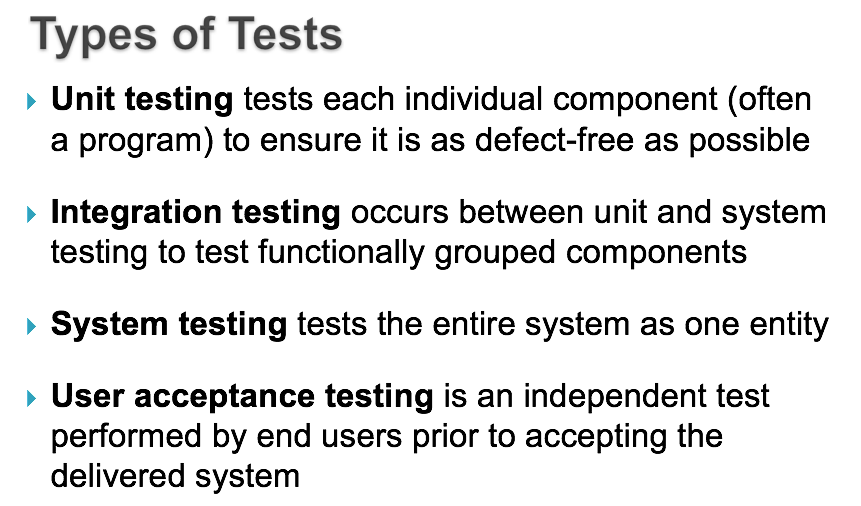 Types of Tests
Unit testing tests each individual component (often
a program) to ensure it is as defect-free as possible
Integration testing occurs between unit and system
testing to test functionally grouped components
System testing tests the entire system as one entity
User acceptance testing is an independent test
performed by end users prior to accepting the
delivered system